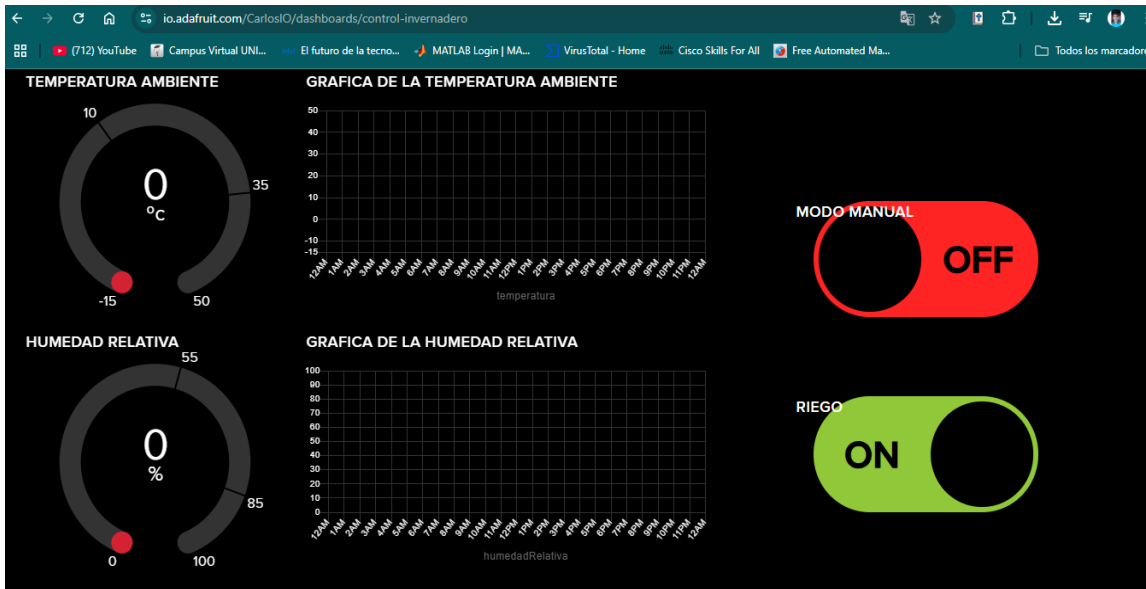 io.adafruit.com/CarlosIO/dashboards/control-invernadero
(712) YouTube
Campus Virtual UNI...
El futuro de la tecno...
MATLAB Login | MA...
VirusTotal - Home
Cisco Skills For All
Free Automated Ma...
Todos los marcadore
TEMPERATURA AMBIENTE
10
35
0
°C
-15
50
GRAFICA DE LA TEMPERATURA AMBIENTE
50
40
30
20
10
0
-10
-15
12AM 1AM 2AM 3AM 4AM 5AM 6AM 7AM 8AM 9AM 10AM 11AM 12PM 1PM 2PM 3PM 4PM 5PM 6PM 7PM 8PM 9PM 10PM 11PM 12AM
temperatura
MODO MANUAL
OFF
HUMEDAD RELATIVA
55
85
0
%
0
100
GRAFICA DE LA HUMEDAD RELATIVA
100
90
80
70
60
50
40
30
20
10
0
12AM 1AM 2AM 3AM 4AM 5AM 6AM 7AM 8AM 9AM 10AM 11AM 12PM 1PM 2PM 3PM 4PM 5PM 6PM 7PM 8PM 9PM 10PM 11PM 12AM
humedadRelativa
RIEGO
ON